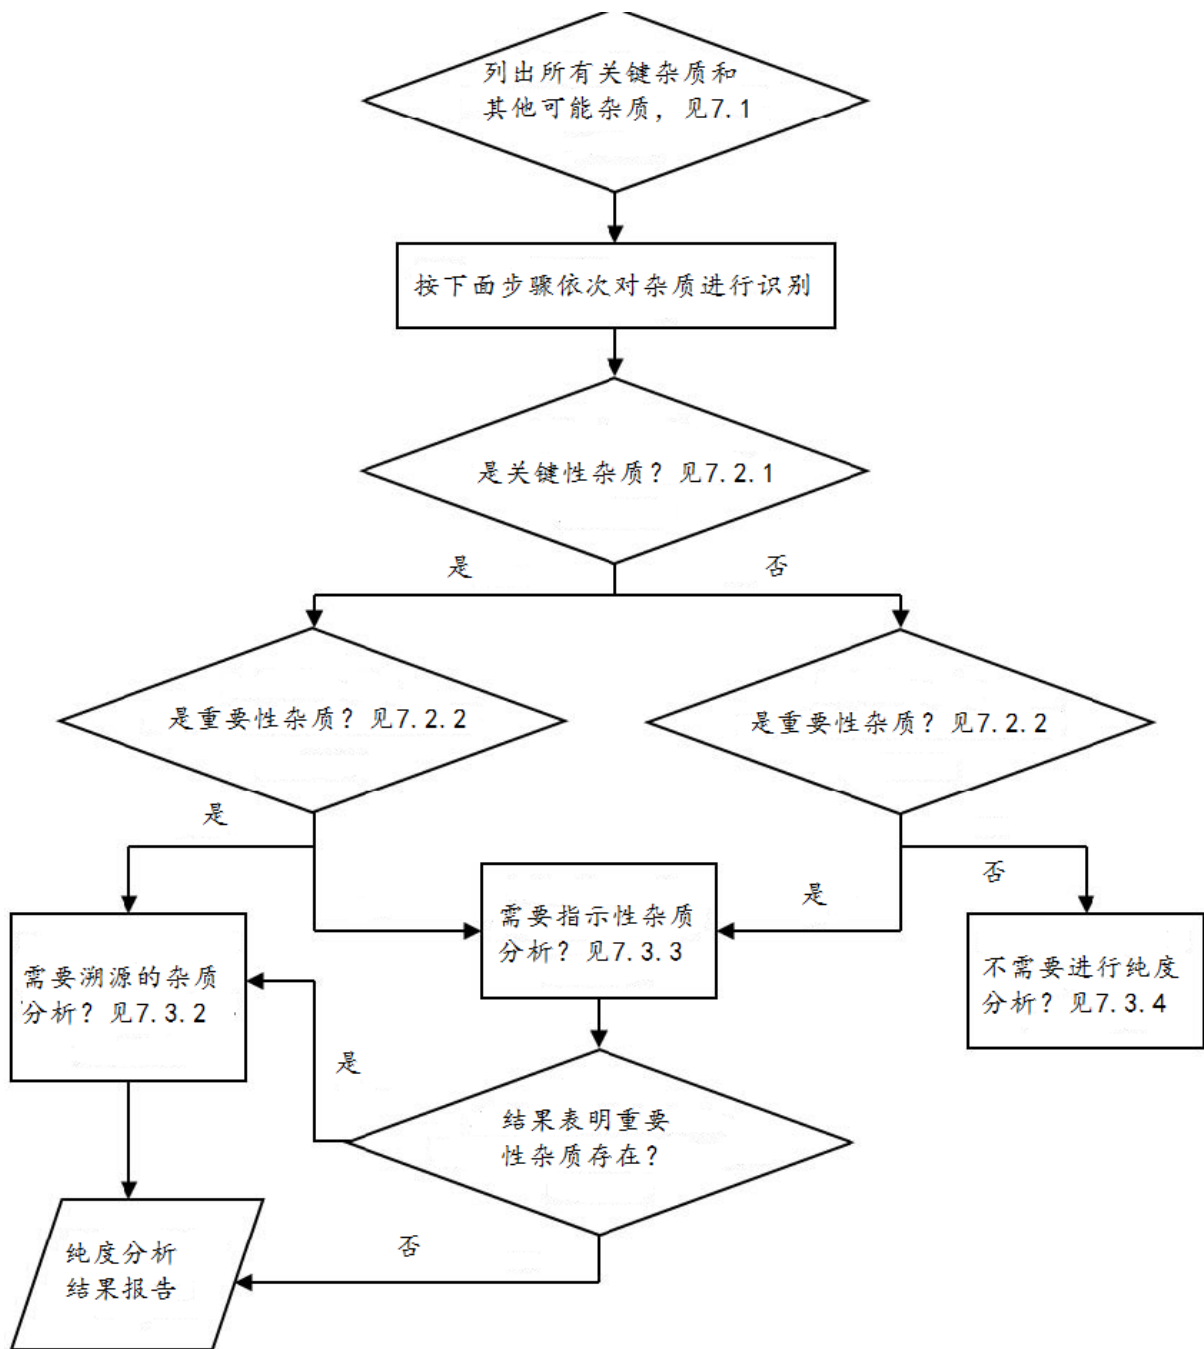 列出所有关键杂质和
其他可能杂质，见7.1
按下面步骤依次对杂质进行识别
是关键性杂质？见7.2.1
是
否
是重要性杂质？见7.2.2
是重要性杂质？见7.2.2
是
否
是
需要指示性杂质
分析？见7.3.3
需要溯源的杂质
分析？见7.3.2
不需要进行纯度
分析？见7.3.4
是
结果表明重要
性杂质存在？
否
纯度分析
结果报告